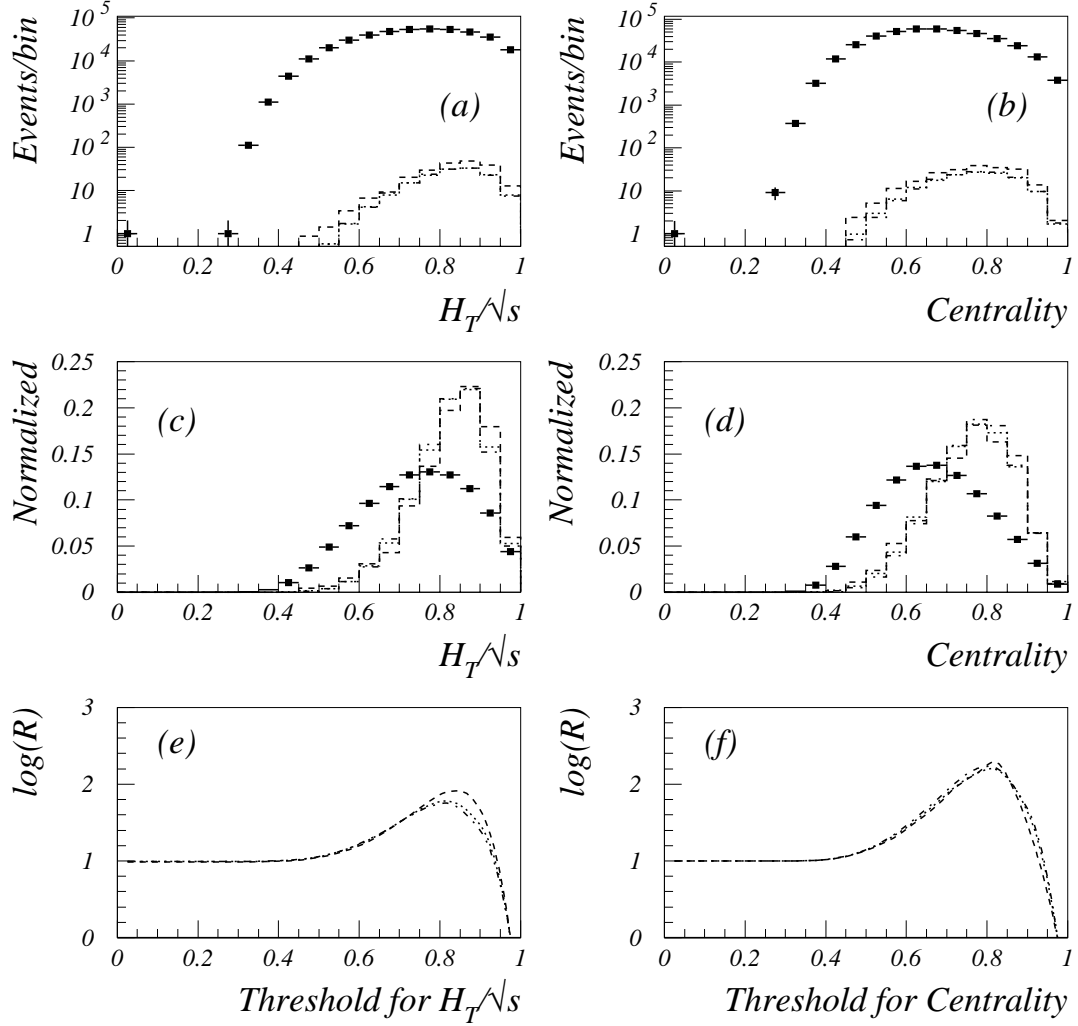 Events/bin
10^5
10^4
10^3
10^2
10
1
(a)
0 0.2 0.4 0.6 0.8 1
H_T/√s
Events/bin
10^5
10^4
10^3
10^2
10
1
(b)
0 0.2 0.4 0.6 0.8 1
Centrality
Normalized
0.25
0.2
0.15
0.1
0.05
0
(c)
0 0.2 0.4 0.6 0.8 1
H_T/√s
Normalized
0.25
0.2
0.15
0.1
0.05
0
(d)
0 0.2 0.4 0.6 0.8 1
Centrality
log(R)
3
2
1
0
(e)
0 0.2 0.4 0.6 0.8 1
Threshold for H_T/√s
log(R)
3
2
1
0
(f)
0 0.2 0.4 0.6 0.8 1
Threshold for Centrality